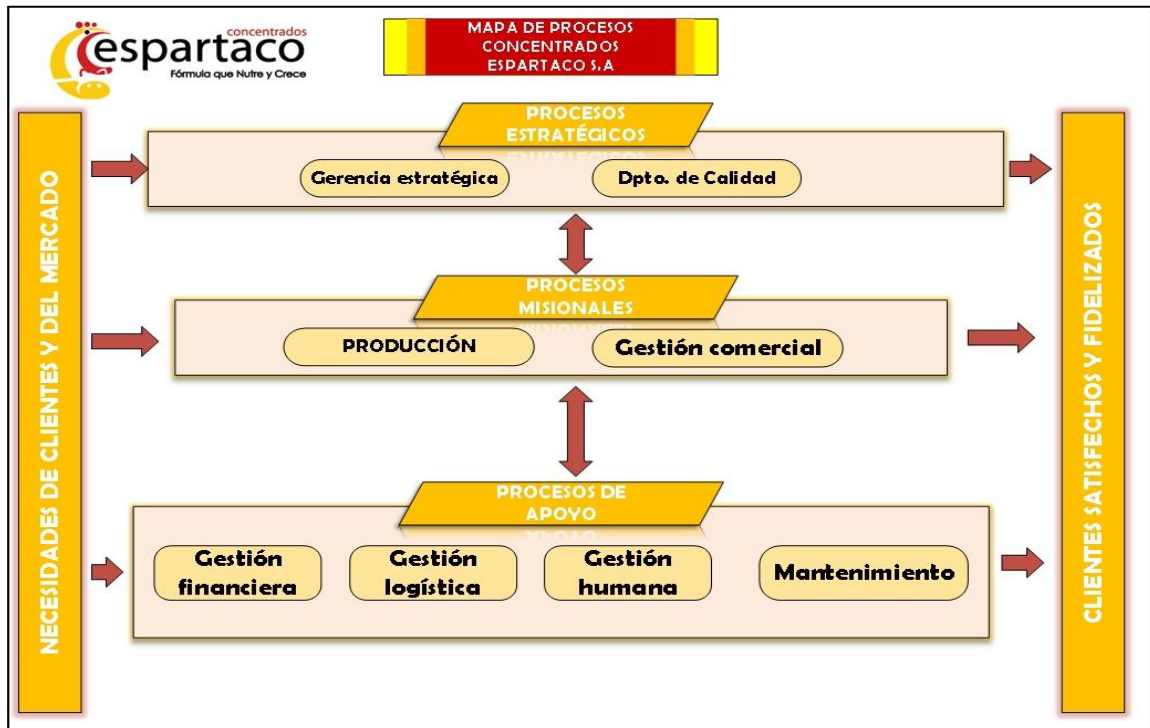 concentrados
espartaco
Fórmula que Nutre y Crece
MAPA DE PROCESOS
CONCENTRADOS
ESPARTACO S.A
NECESIDADES DE CLIENTES Y DEL MERCADO
PROCESOS
ESTRATÉGICOS
Gerencia estratégica
Dpto. de Calidad
PROCESOS
MISIONALES
PRODUCCIÓN
Gestión comercial
PROCESOS DE
APOYO
Gestión
financiera
Gestión
logística
Gestión
humana
Mantenimiento
CLIENTES SATISFECHOS Y FIDELIZADOS